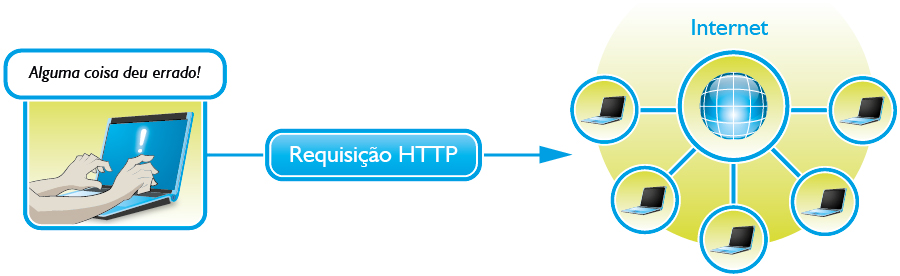 Alguma coisa deu errado!
Requisição HTTP
Internet